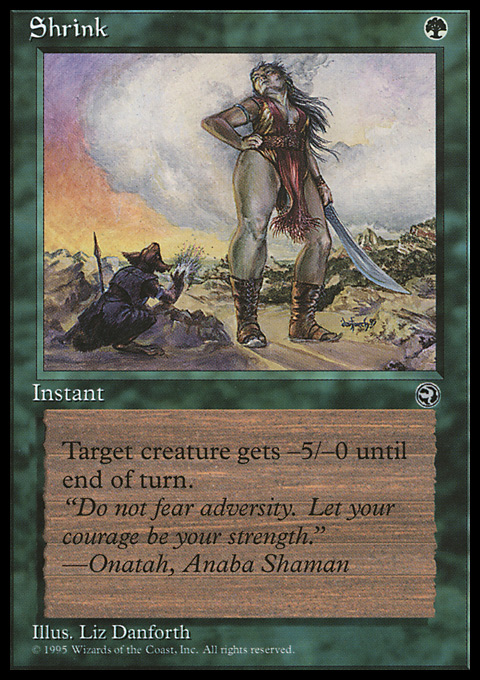 Shrink
Instant
Target creature gets –5/–0 until
end of turn.
“Do not fear adversity. Let your
courage be your strength.”
—Onatah, Anaba Shaman
Illus. Liz Danforth
© 1995 Wizards of the Coast, Inc. All rights reserved.